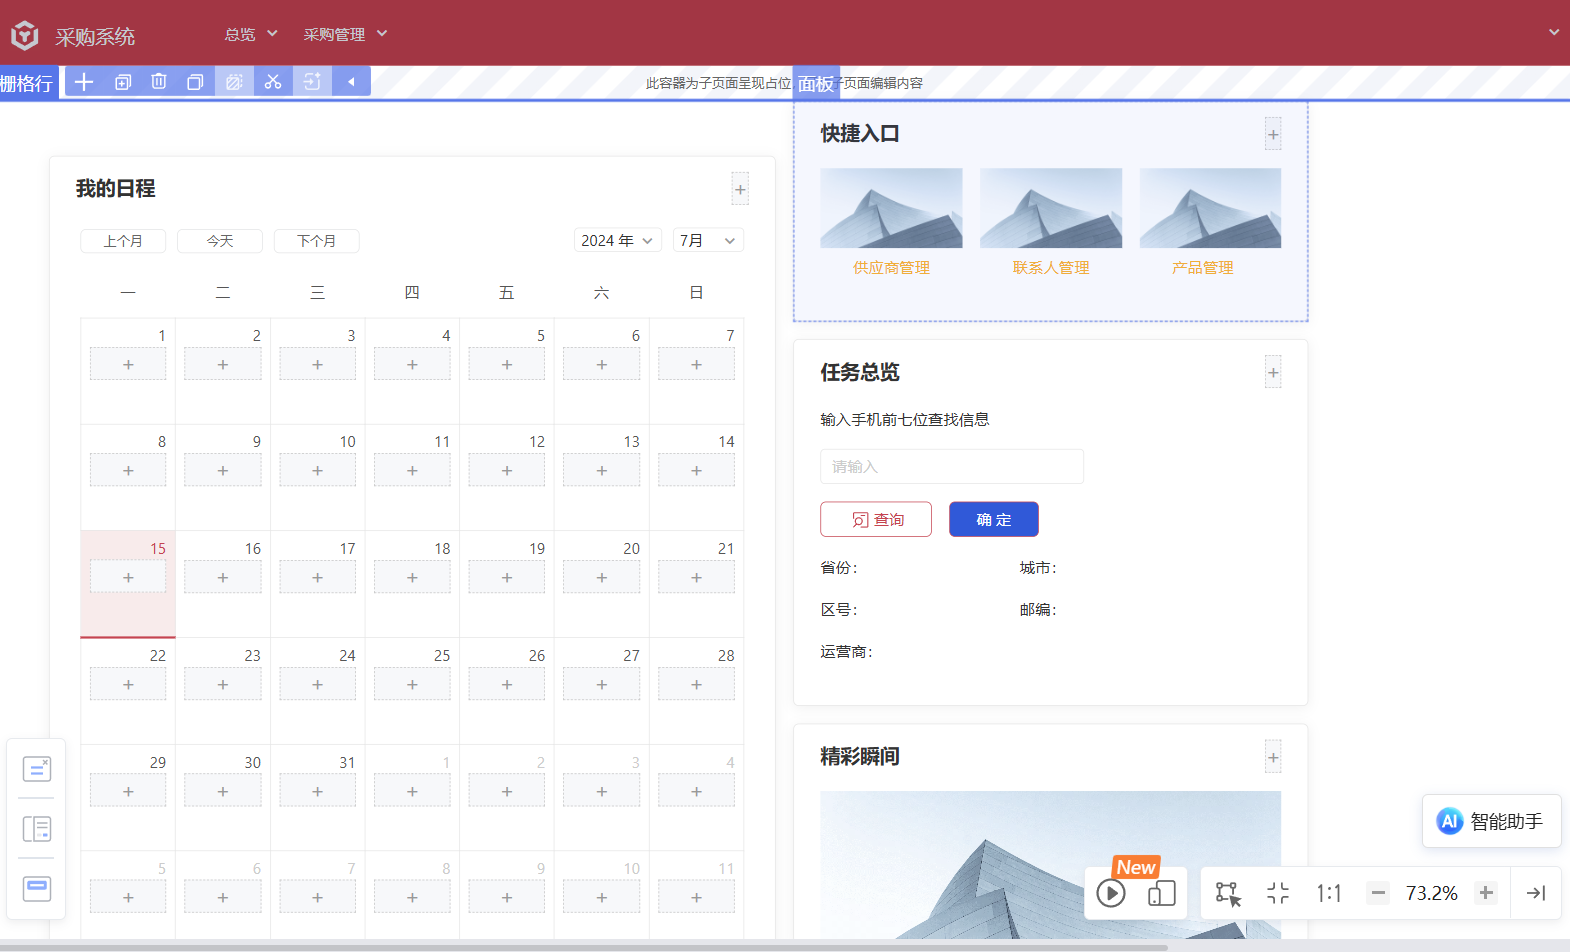 采购系统 总览 采购管理
栅格行 此容器为子页面呈现占位 面板 子页面编辑内容
快捷入口
供应商管理 联系人管理 产品管理
我的日程
上个月 今天 下个月 2024 年 7月
一 二 三 四 五 六 日
1 2 3 4 5 6 7
8 9 10 11 12 13 14
15 16 17 18 19 20 21
22 23 24 25 26 27 28
29 30 31 1 2 3 4
5 6 7 8 9 10 11
任务总览
输入手机前七位查找信息
请输入
查询 确 定
省份： 城市：
区号： 邮编：
运营商：
精彩瞬间
AI 智能助手
New
1:1 73.2%